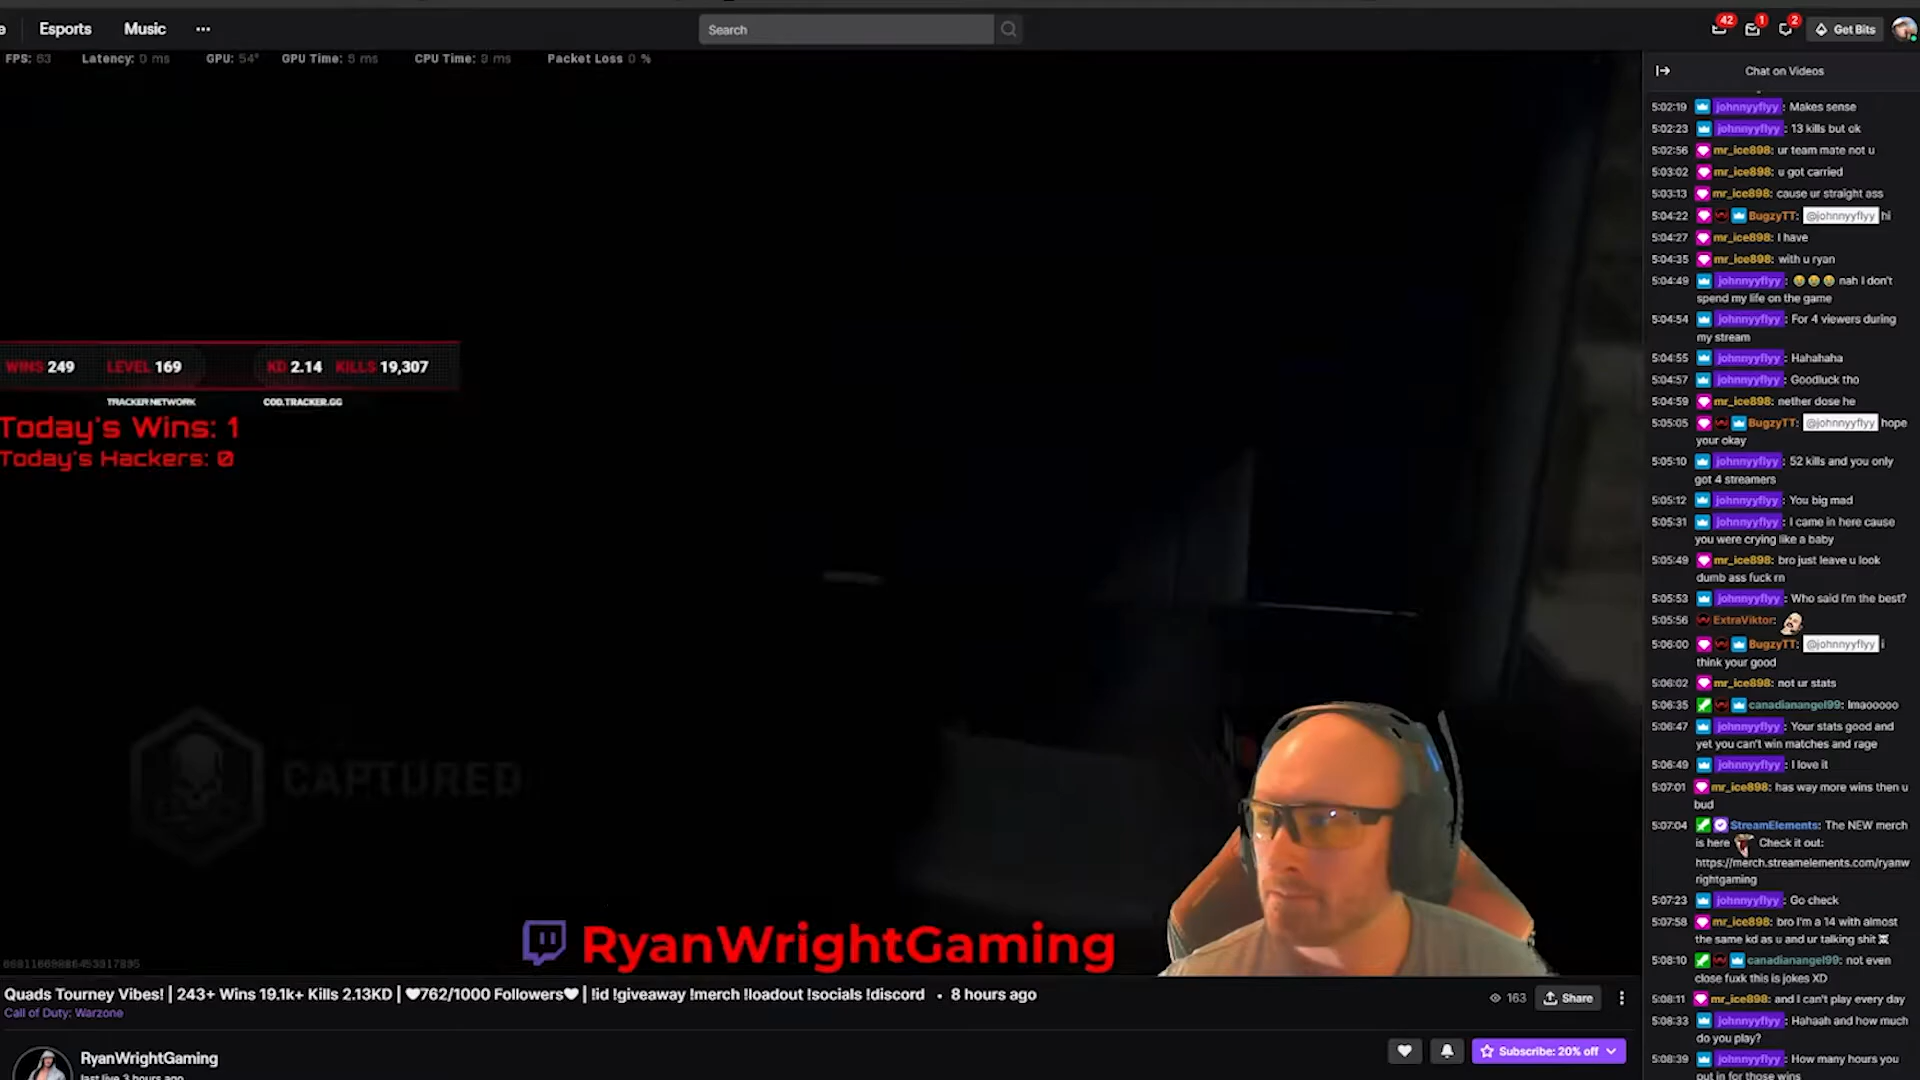 Esports Music ...
Search
42 1 2 Get Bits
FPS: 63 Latency: 0 ms GPU: 54° GPU Time: 5 ms CPU Time: 9 ms Packet Loss 0 %
WINS 249 LEVEL 169 KD 2.14 KILLS 19,307
TRACKER NETWORK COD.TRACKER.GG
Today's Wins: 1
Today's Hackers: 0
CAPTURED
RyanWrightGaming
Quads Tourney Vibes! | 243+ Wins 19.1k+ Kills 2.13KD | ♥762/1000 Followers♥ | !id !giveaway !merch !loadout !socials !discord • 8 hours ago
Call of Duty: Warzone
163 Share
RyanWrightGaming
last live 3 hours ago
Subscribe: 20% off
Chat on Videos
5:02:19 johnnyyflyy: Makes sense
5:02:23 johnnyyflyy: 13 kills but ok
5:02:56 mr_ice898: ur team mate not u
5:03:02 mr_ice898: u got carried
5:03:13 mr_ice898: cause ur straight ass
5:04:22 BugzyTT: @johnnyyflyy hi
5:04:27 mr_ice898: I have
5:04:35 mr_ice898: with u ryan
5:04:49 johnnyyflyy: 😭😭😭 nah I don't
spend my life on the game
5:04:54 johnnyyflyy: For 4 viewers during
my stream
5:04:55 johnnyyflyy: Hahahaha
5:04:57 johnnyyflyy: Goodluck tho
5:04:59 mr_ice898: nether dose he
5:05:05 BugzyTT: @johnnyyflyy hope
your okay
5:05:10 johnnyyflyy: 52 kills and you only
got 4 streamers
5:05:12 johnnyyflyy: You big mad
5:05:31 johnnyyflyy: I came in here cause
you were crying like a baby
5:05:49 mr_ice898: bro just leave u look
dumb ass fuck rn
5:05:53 johnnyyflyy: Who said I'm the best?
5:05:56 ExtraViktor:
5:06:00 BugzyTT: @johnnyyflyy i
think your good
5:06:02 mr_ice898: not ur stats
5:06:35 canadianangel99: lmaooooo
5:06:47 johnnyyflyy: Your stats good and
yet you can't win matches and rage
5:06:49 johnnyyflyy: I love it
5:07:01 mr_ice898: has way more wins then u
bud
5:07:04 StreamElements: The NEW merch
is here Check it out:
https://merch.streamelements.com/ryanw
rightgaming
5:07:23 johnnyyflyy: Go check
5:07:58 mr_ice898: bro I'm a 14 with almost
the same kd as u and ur talking shit ☠
5:08:10 canadianangel99: not even
close fuxk this is jokes XD
5:08:11 mr_ice898: and I can't play every day
5:08:33 johnnyyflyy: Hahaah and how much
do you play?
5:08:39 johnnyyflyy: How many hours you
put in for those wins